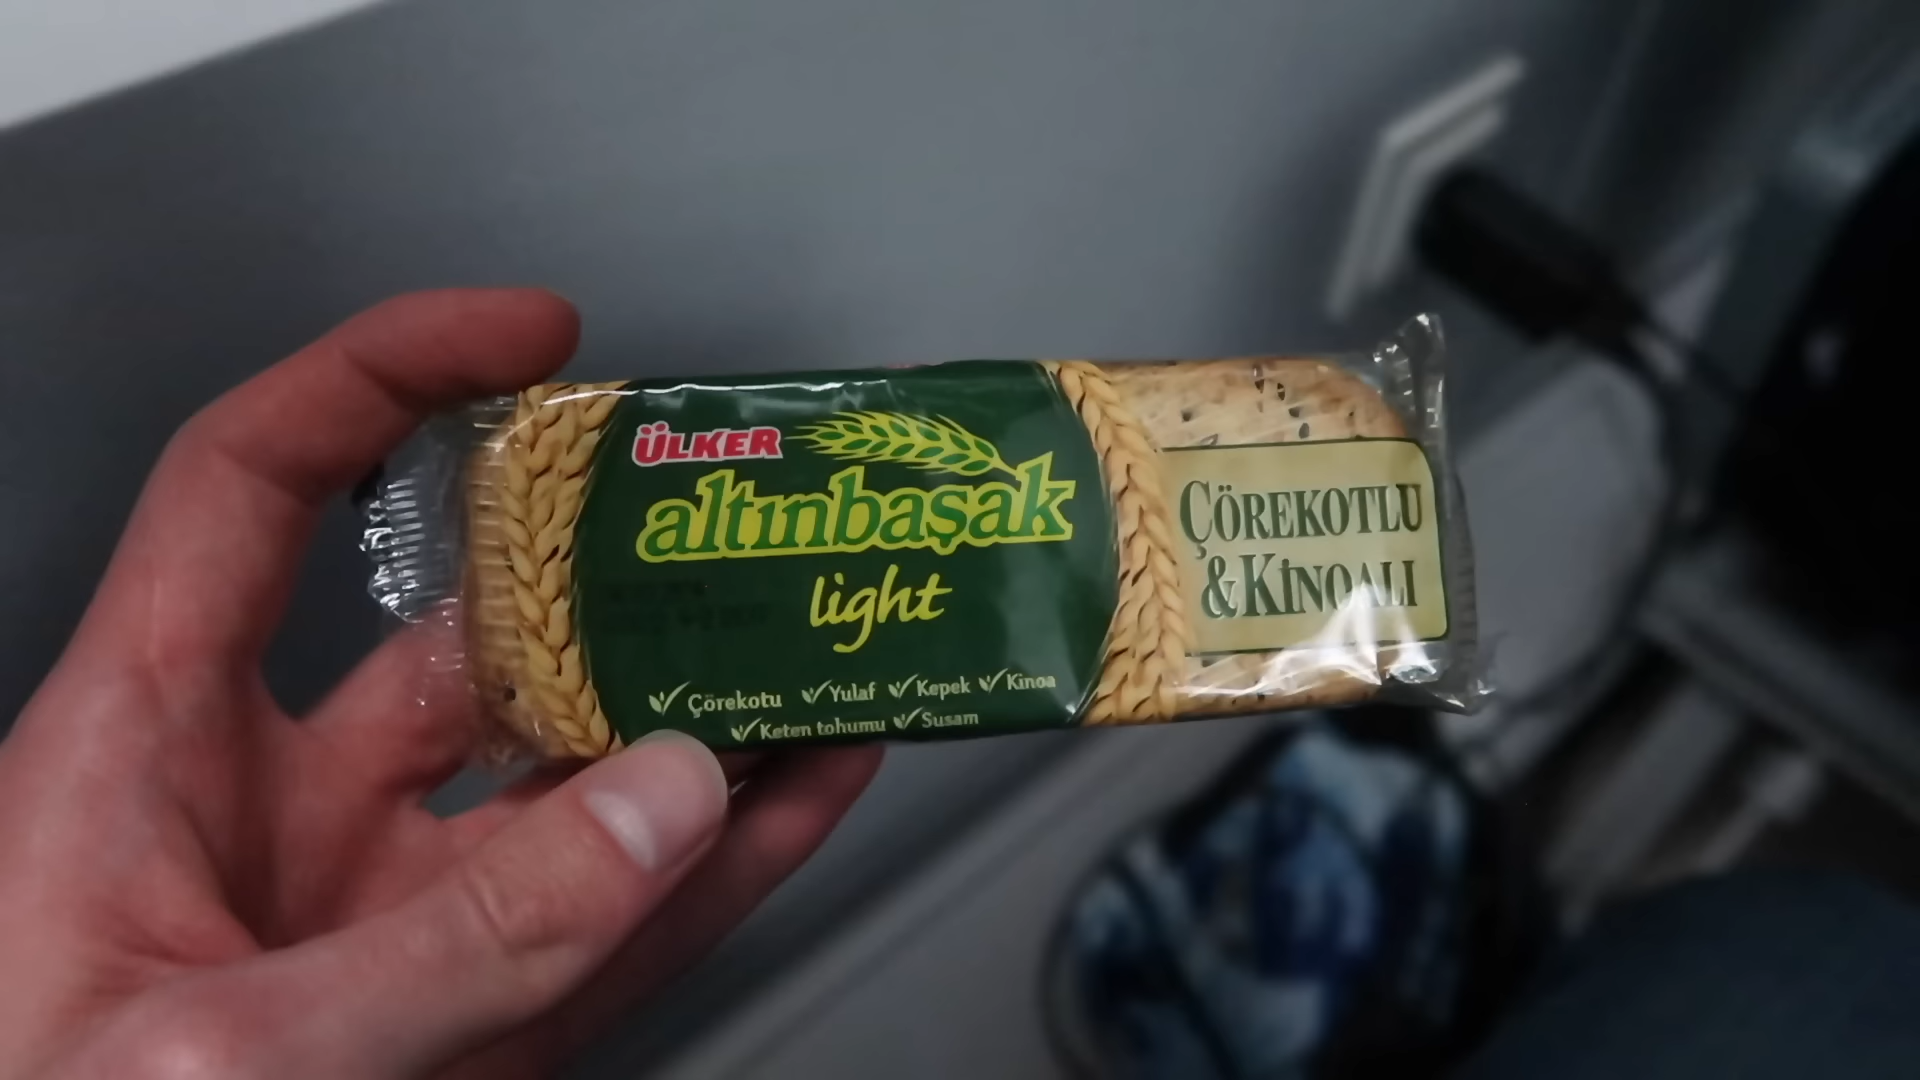 ÜLKER
altınbaşak
light
Çörekotu Yulaf Kepek Kinoa
Keten tohumu Susam
ÇÖREKOTLU
&KİNOALI